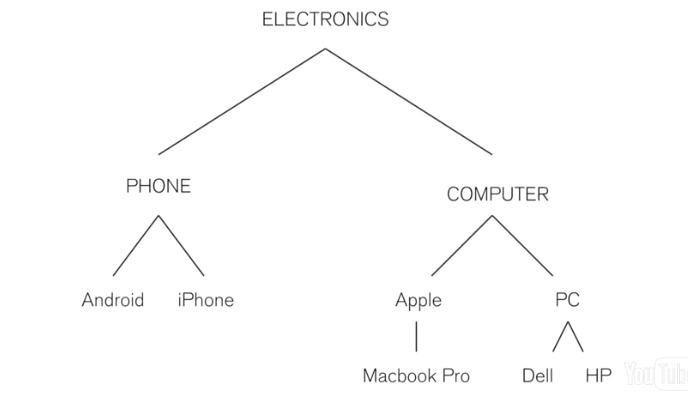 ELECTRONICS
PHONE
COMPUTER
Android iPhone Apple PC
Macbook Pro Dell HP
YouTube